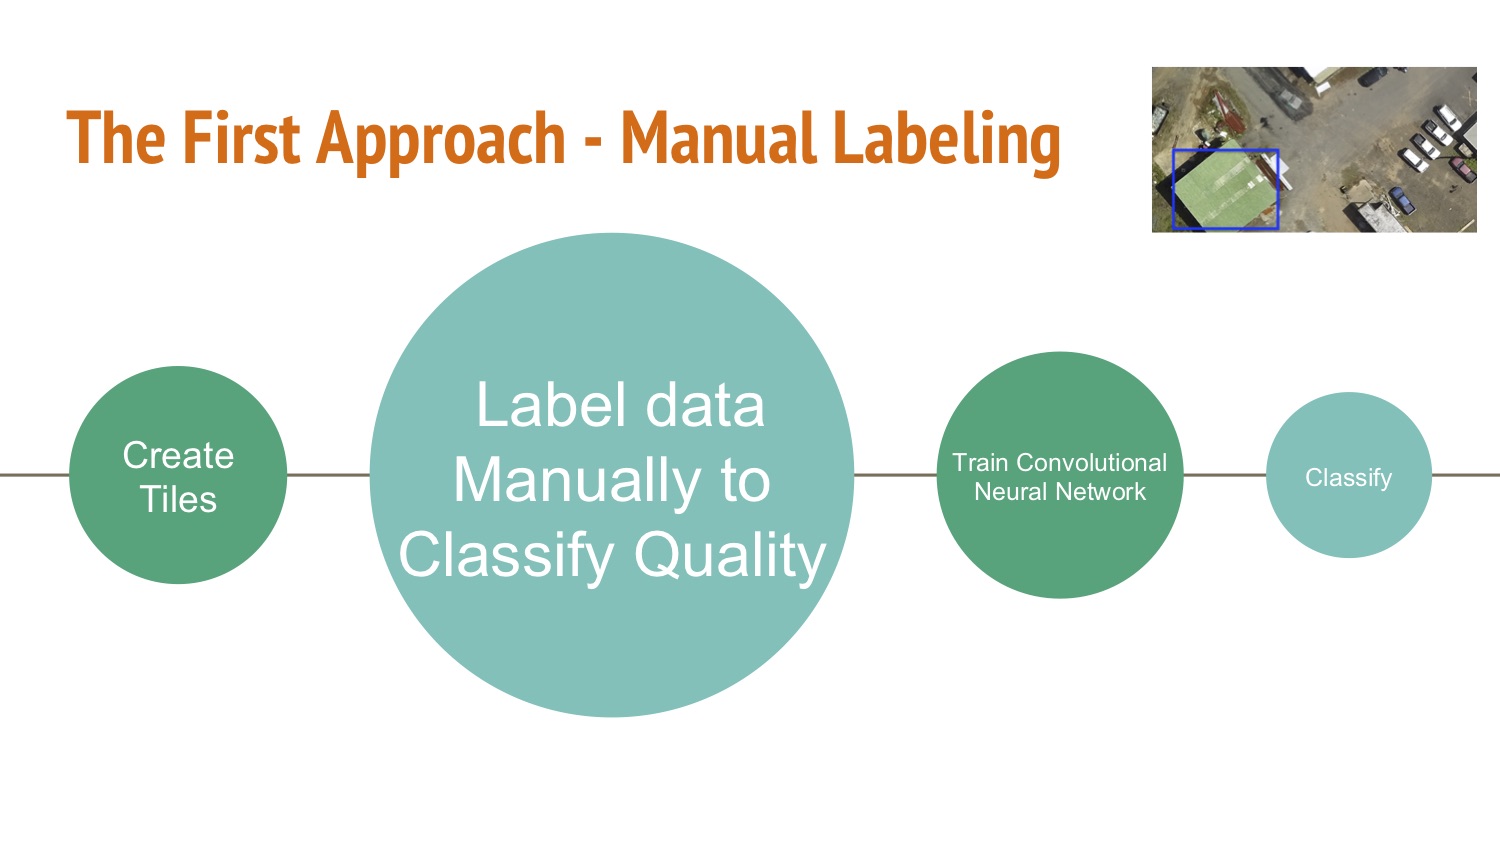 The First Approach - Manual Labeling
Create
Tiles
Label data
Manually to
Classify Quality
Train Convolutional
Neural Network
Classify